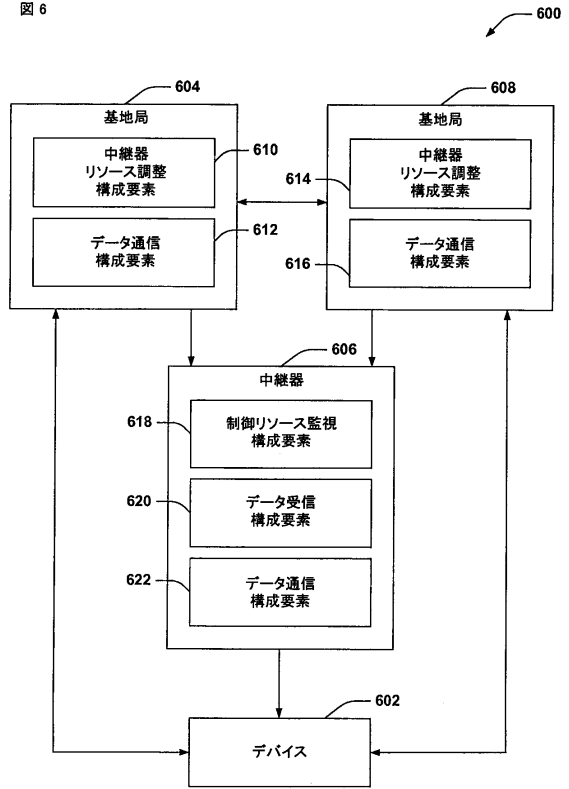 図 6
600
604
基地局
中継器
リソース調整
構成要素
610
データ通信
構成要素
612
608
基地局
中継器
リソース調整
構成要素
614
データ通信
構成要素
616
606
中継器
618
制御リソース監視
構成要素
620
データ受信
構成要素
622
データ通信
構成要素
602
デバイス